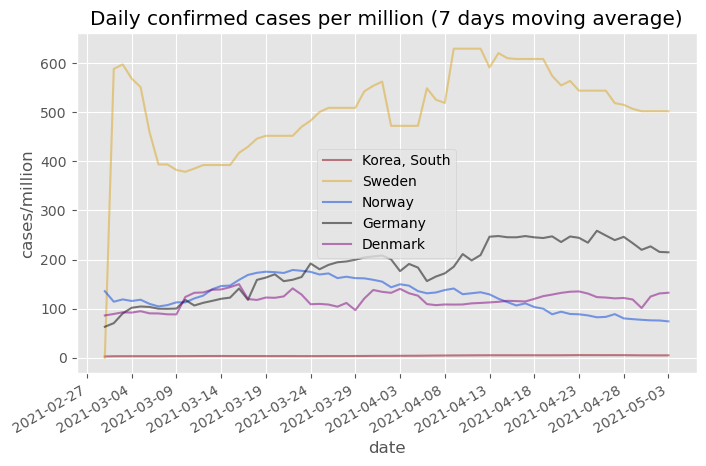 Daily confirmed cases per million (7 days moving average)
cases/million
600
500
400
300
200
100
0
Korea, South
Sweden
Norway
Germany
Denmark
2021-02-27
2021-03-04
2021-03-09
2021-03-14
2021-03-19
2021-03-24
2021-03-29
2021-04-03
2021-04-08
2021-04-13
2021-04-18
2021-04-23
2021-04-28
2021-05-03
date